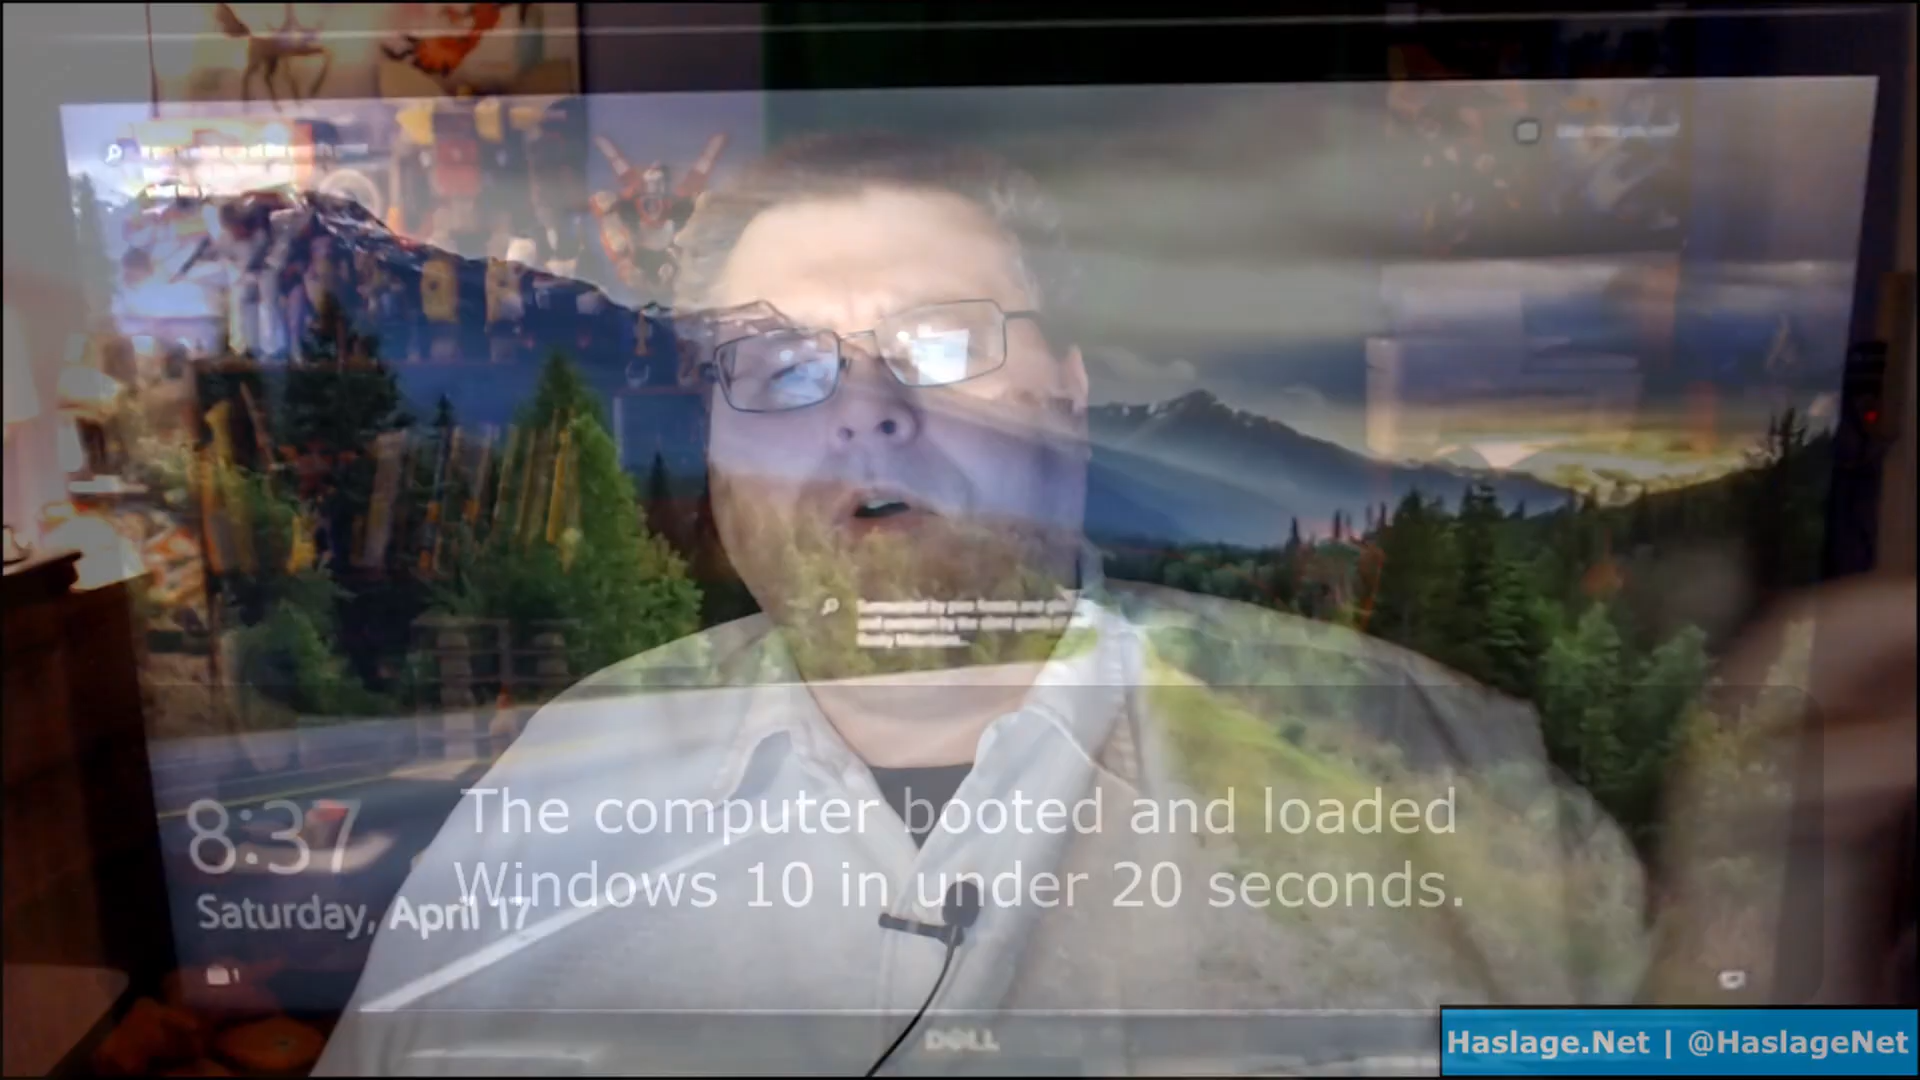 The computer booted and loaded
Windows 10 in under 20 seconds.
8:37
Saturday, April 17
DELL
Haslage.Net | @HaslageNet